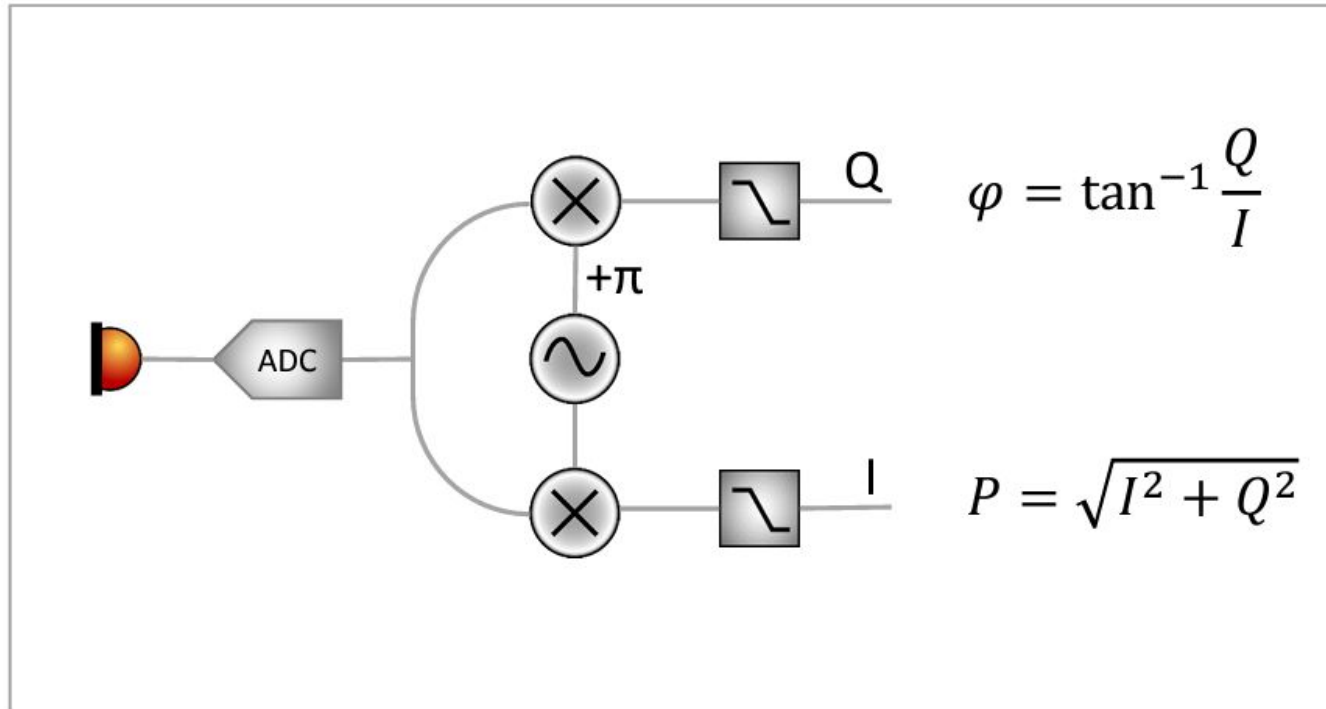 Q
φ = tan⁻¹ Q/I
+π
ADC
I
P = √(I² + Q²)